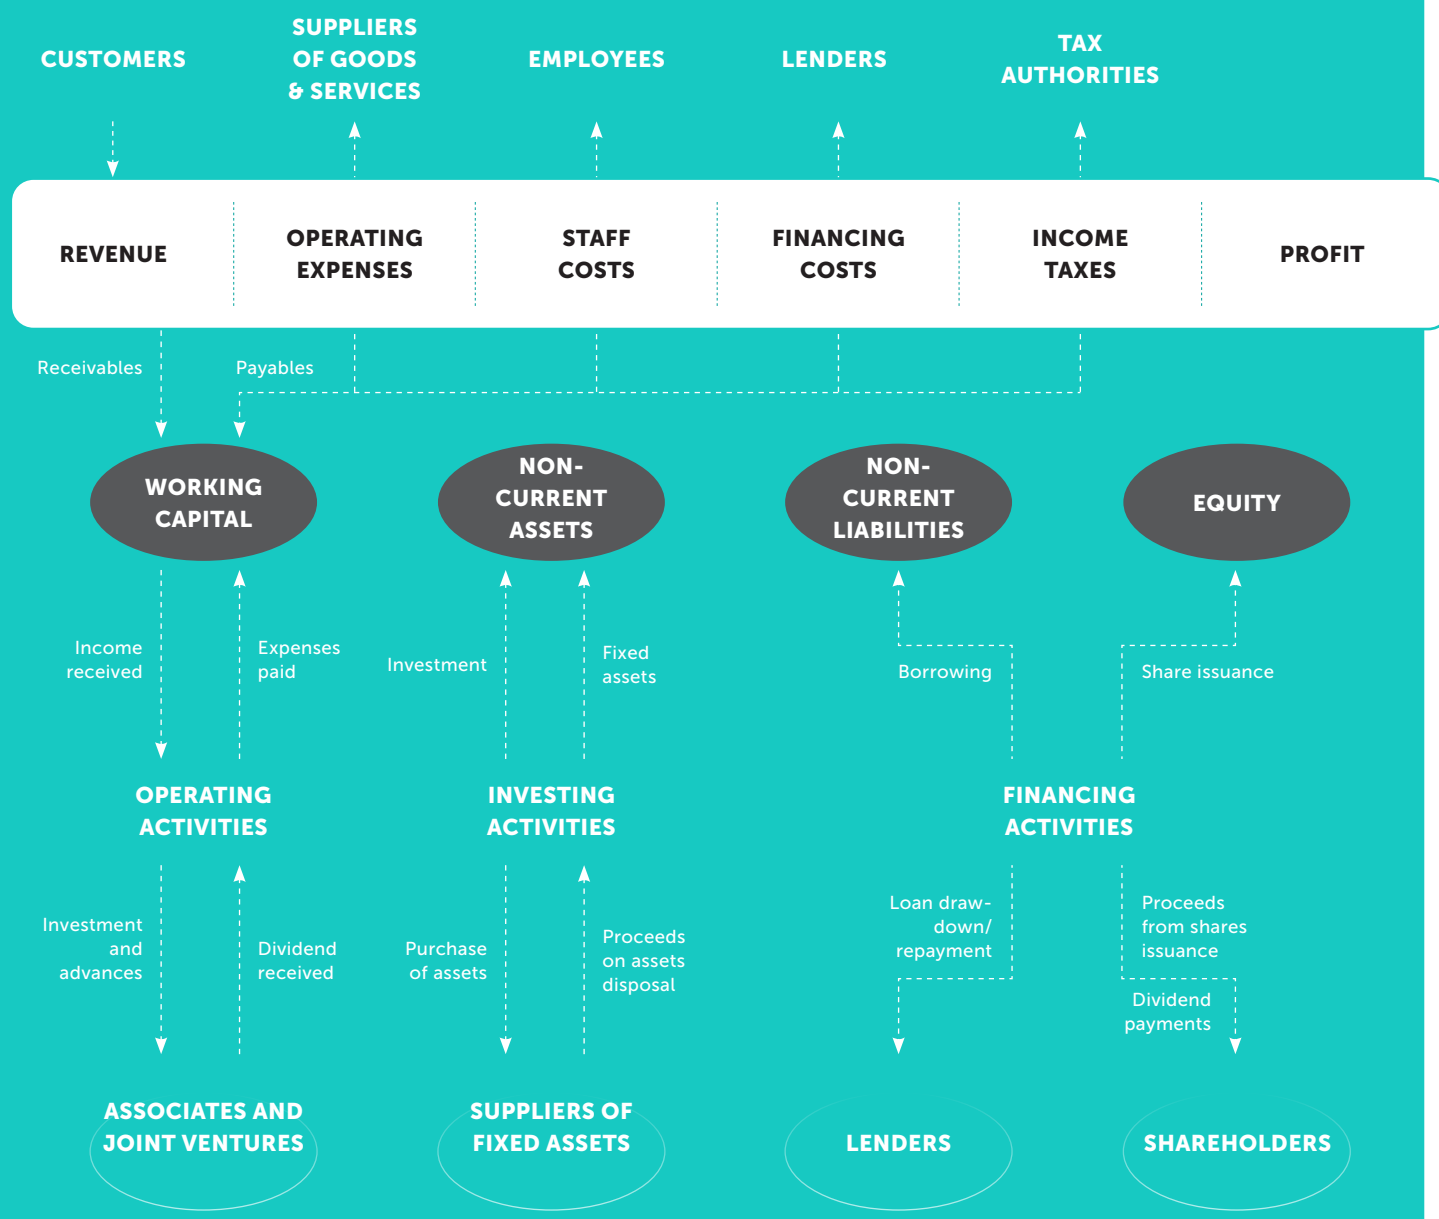 CUSTOMERS
SUPPLIERS
OF GOODS
& SERVICES
EMPLOYEES
LENDERS
TAX
AUTHORITIES
REVENUE
OPERATING
EXPENSES
STAFF
COSTS
FINANCING
COSTS
INCOME
TAXES
PROFIT
Receivables
Payables
WORKING
CAPITAL
NON-
CURRENT
ASSETS
NON-
CURRENT
LIABILITIES
EQUITY
Income
received
Expenses
paid
Investment
Fixed
assets
Borrowing
Share issuance
OPERATING
ACTIVITIES
INVESTING
ACTIVITIES
FINANCING
ACTIVITIES
Investment
and
advances
Dividend
received
Purchase
of assets
Proceeds
on assets
disposal
Loan draw-
down/
repayment
Proceeds
from shares
issuance
Dividend
payments
ASSOCIATES AND
JOINT VENTURES
SUPPLIERS OF
FIXED ASSETS
LENDERS
SHAREHOLDERS